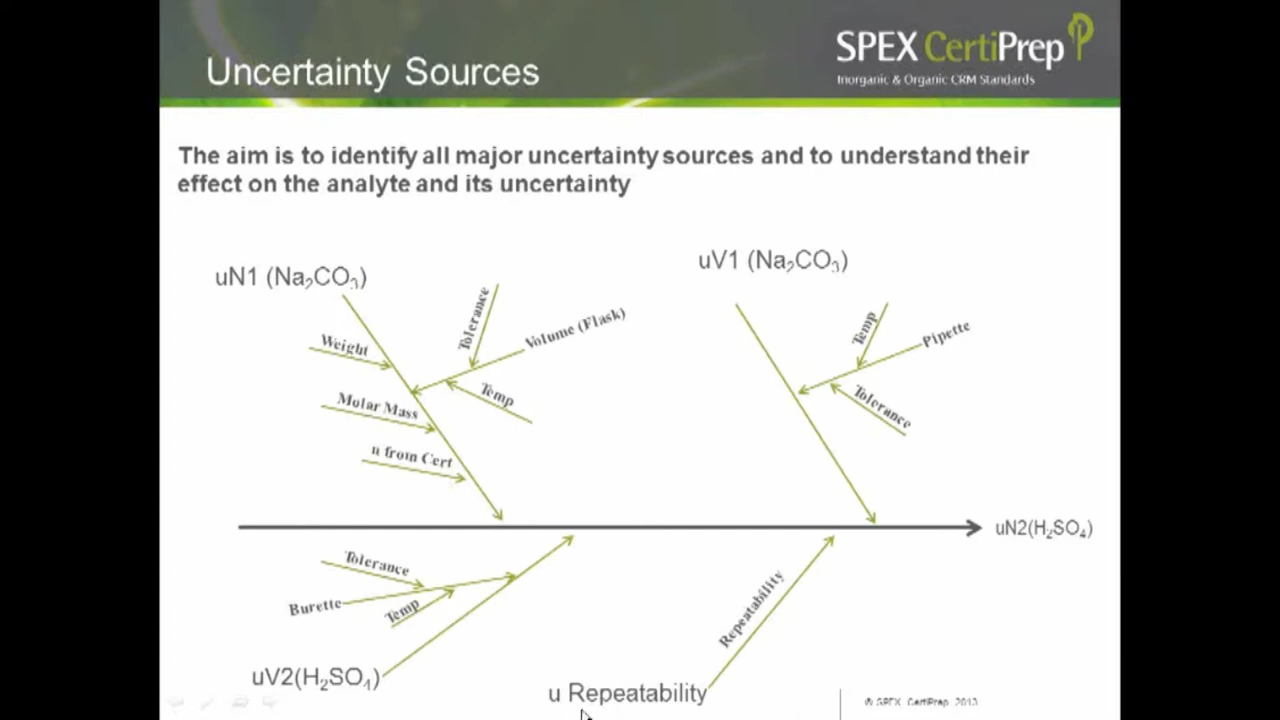 Uncertainty Sources
SPEX CertiPrep
Inorganic & Organic CRM Standards
The aim is to identify all major uncertainty sources and to understand their
effect on the analyte and its uncertainty
uN1 (Na₂CO₃)
Weight
Molar Mass
u from Cert
Tolerance
Volume (Flask)
Temp
uV1 (Na₂CO₃)
Temp
Pipette
Tolerance
uN2(H₂SO₄)
Tolerance
Burette
Temp
uV2(H₂SO₄)
Repeatability
u Repeatability
© SPEX CertiPrep 2013